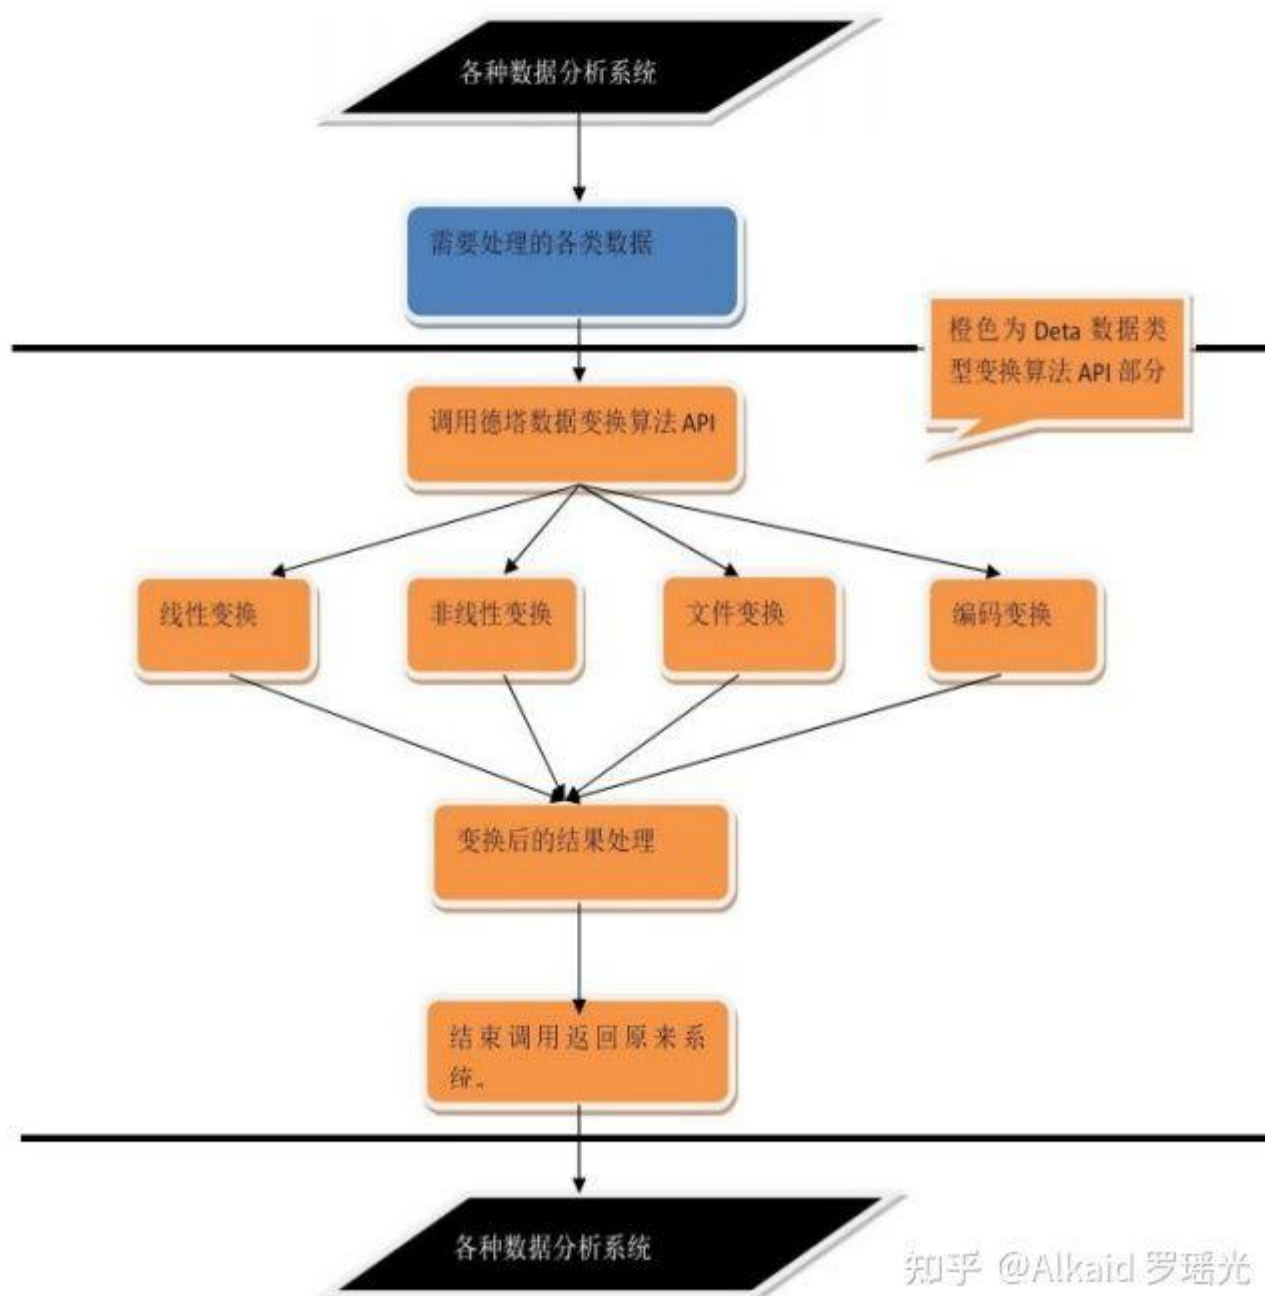 各种数据分析系统
需要处理的各类数据
橙色为 Deta 数据类
型变换算法 API 部分
调用德塔数据变换算法 API
线性变换
非线性变换
文件变换
编码变换
变换后的结果处理
结束调用返回原来系
统。
各种数据分析系统
知乎 @Alkaid 罗瑶光